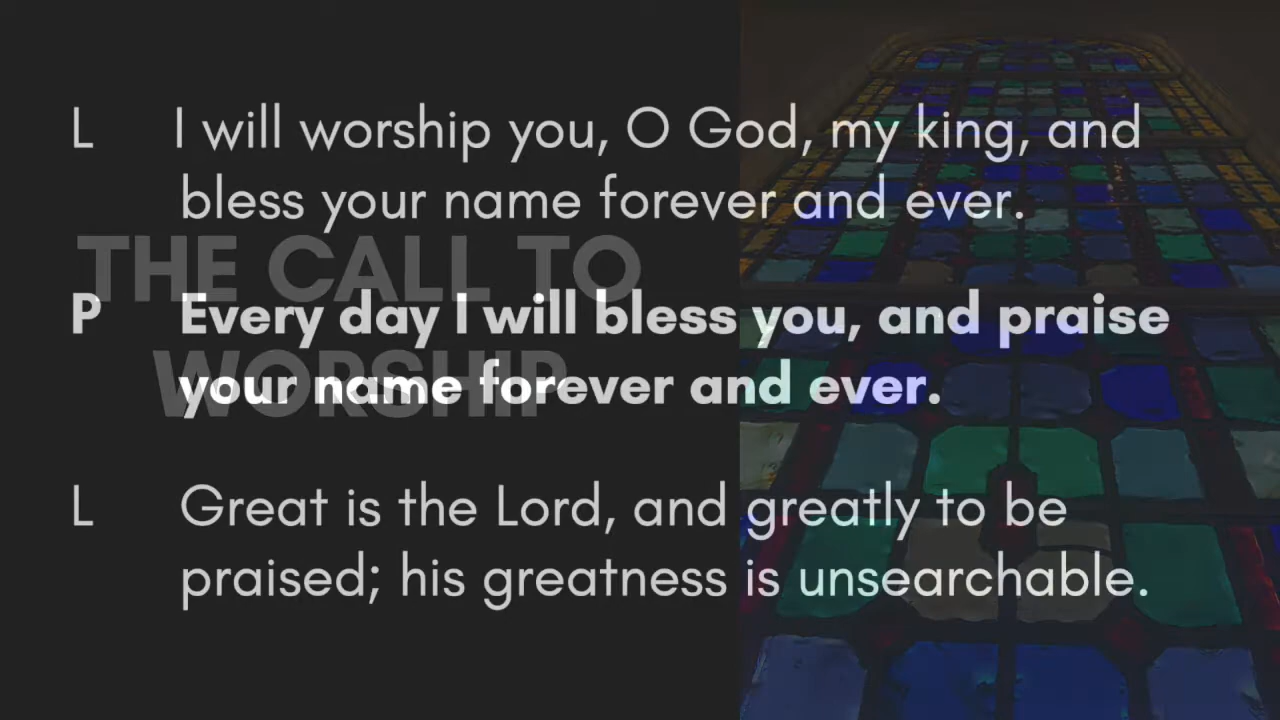 L I will worship you, O God, my king, and
bless your name forever and ever.
THE CALL TO
P Every day I will bless you, and praise
WORSHIP
your name forever and ever.
L Great is the Lord, and greatly to be
praised; his greatness is unsearchable.